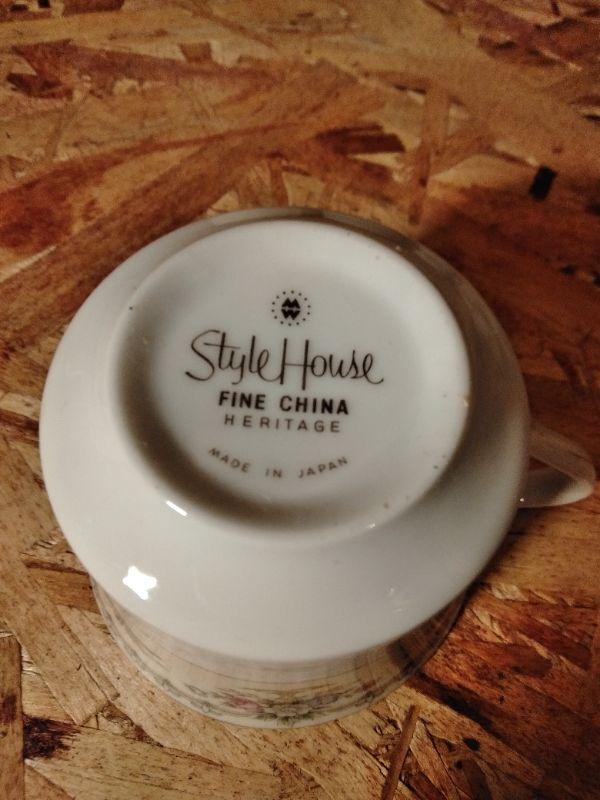 M
W
Style House
FINE CHINA
HERITAGE
MADE IN JAPAN